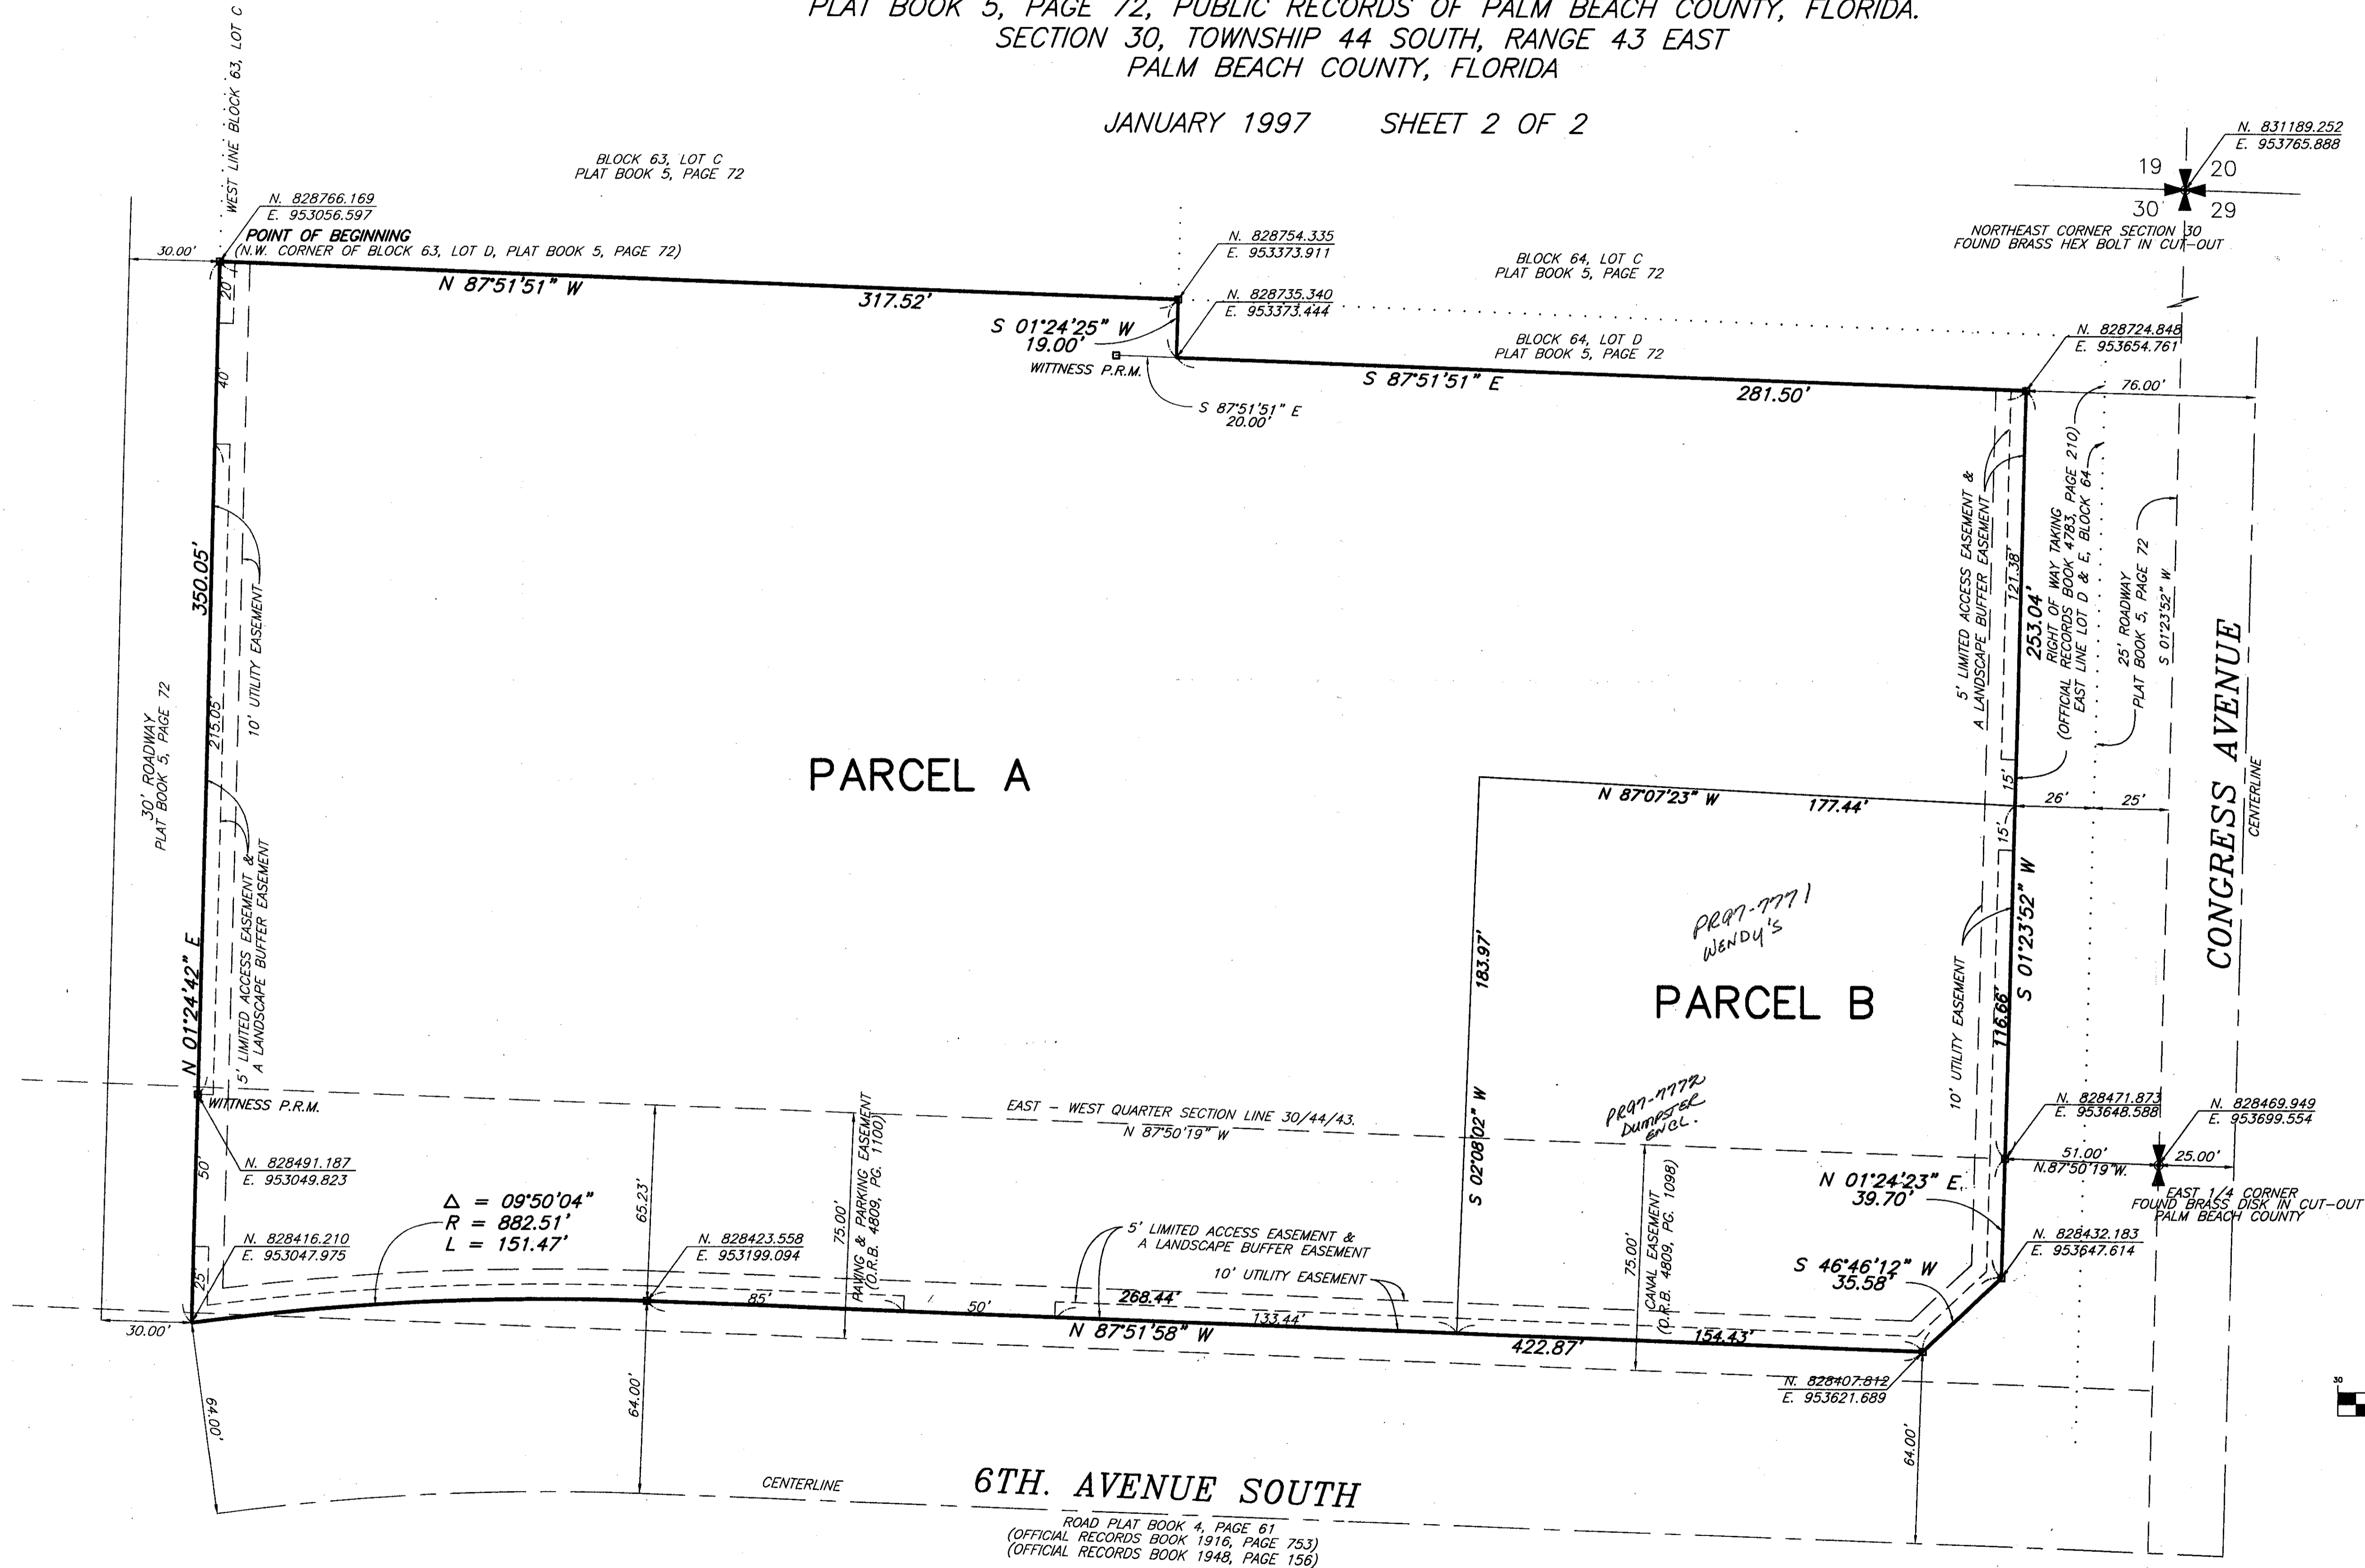 PLAT BOOK 5, PAGE 72, PUBLIC RECORDS OF PALM BEACH COUNTY, FLORIDA.
SECTION 30, TOWNSHIP 44 SOUTH, RANGE 43 EAST
PALM BEACH COUNTY, FLORIDA
JANUARY 1997 SHEET 2 OF 2
WEST LINE BLOCK 63, LOT C
BLOCK 63, LOT C
PLAT BOOK 5, PAGE 72
N. 831189.252
E. 953765.888
19 20
30 29
NORTHEAST CORNER SECTION 30
FOUND BRASS HEX BOLT IN CUT-OUT
N. 828766.169
E. 953056.597
POINT OF BEGINNING
(N.W. CORNER OF BLOCK 63, LOT D, PLAT BOOK 5, PAGE 72)
30.00'
N 87°51'51" W
317.52'
N. 828754.335
E. 953373.911
N. 828735.340
E. 953373.444
S 01°24'25" W
19.00'
WITTNESS P.R.M.
S 87°51'51" E
20.00'
BLOCK 64, LOT C
PLAT BOOK 5, PAGE 72
BLOCK 64, LOT D
PLAT BOOK 5, PAGE 72
S 87°51'51" E
281.50'
N. 828724.848
E. 953654.761
76.00'
20'
40'
350.05'
215.05'
10' UTILITY EASEMENT
30' ROADWAY
PLAT BOOK 5, PAGE 72
5' LIMITED ACCESS EASEMENT &
A LANDSCAPE BUFFER EASEMENT
N 01°24'42" E
PARCEL A
5' LIMITED ACCESS EASEMENT &
A LANDSCAPE BUFFER EASEMENT
121.38'
253.04'
RIGHT OF WAY TAKING
(OFFICIAL RECORDS BOOK 4783, PAGE 210)
EAST LINE LOT D & E, BLOCK 64
25' ROADWAY
PLAT BOOK 5, PAGE 72
S 01°23'52" W
CONGRESS AVENUE
CENTERLINE
N 87°07'23" W
177.44'
15'
15'
26'
25'
183.97'
S 02°08'02" W
PR97-7771
WENDY'S
PARCEL B
PR97-7772
DUMPSTER
ENCL.
10' UTILITY EASEMENT
116.66'
S 01°23'52" W
WITTNESS P.R.M.
N. 828491.187
E. 953049.823
50'
EAST - WEST QUARTER SECTION LINE 30/44/43.
N 87°50'19" W
N. 828471.873
E. 953648.588
N. 828469.949
E. 953699.554
51.00'
N.87°50'19"W.
25.00'
EAST 1/4 CORNER
FOUND BRASS DISK IN CUT-OUT
PALM BEACH COUNTY
N 01°24'23" E.
39.70'
Δ = 09°50'04"
R = 882.51'
L = 151.47'
65.23'
75.00'
PAVING & PARKING EASEMENT
(O.R.B. 4809, PG. 1100)
75.00'
CANAL EASEMENT
(O.R.B. 4809, PG. 1098)
N. 828416.210
E. 953047.975
N. 828423.558
E. 953199.094
5' LIMITED ACCESS EASEMENT &
A LANDSCAPE BUFFER EASEMENT
10' UTILITY EASEMENT
N. 828432.183
E. 953647.614
S 46°46'12" W
35.58'
25'
85'
50'
268.44'
133.44'
30.00'
N 87°51'58" W
422.87'
154.43'
N. 828407.812
E. 953621.689
64.00'
64.00'
64.00'
30
CENTERLINE
6TH. AVENUE SOUTH
ROAD PLAT BOOK 4, PAGE 61
(OFFICIAL RECORDS BOOK 1916, PAGE 753)
(OFFICIAL RECORDS BOOK 1948, PAGE 156)